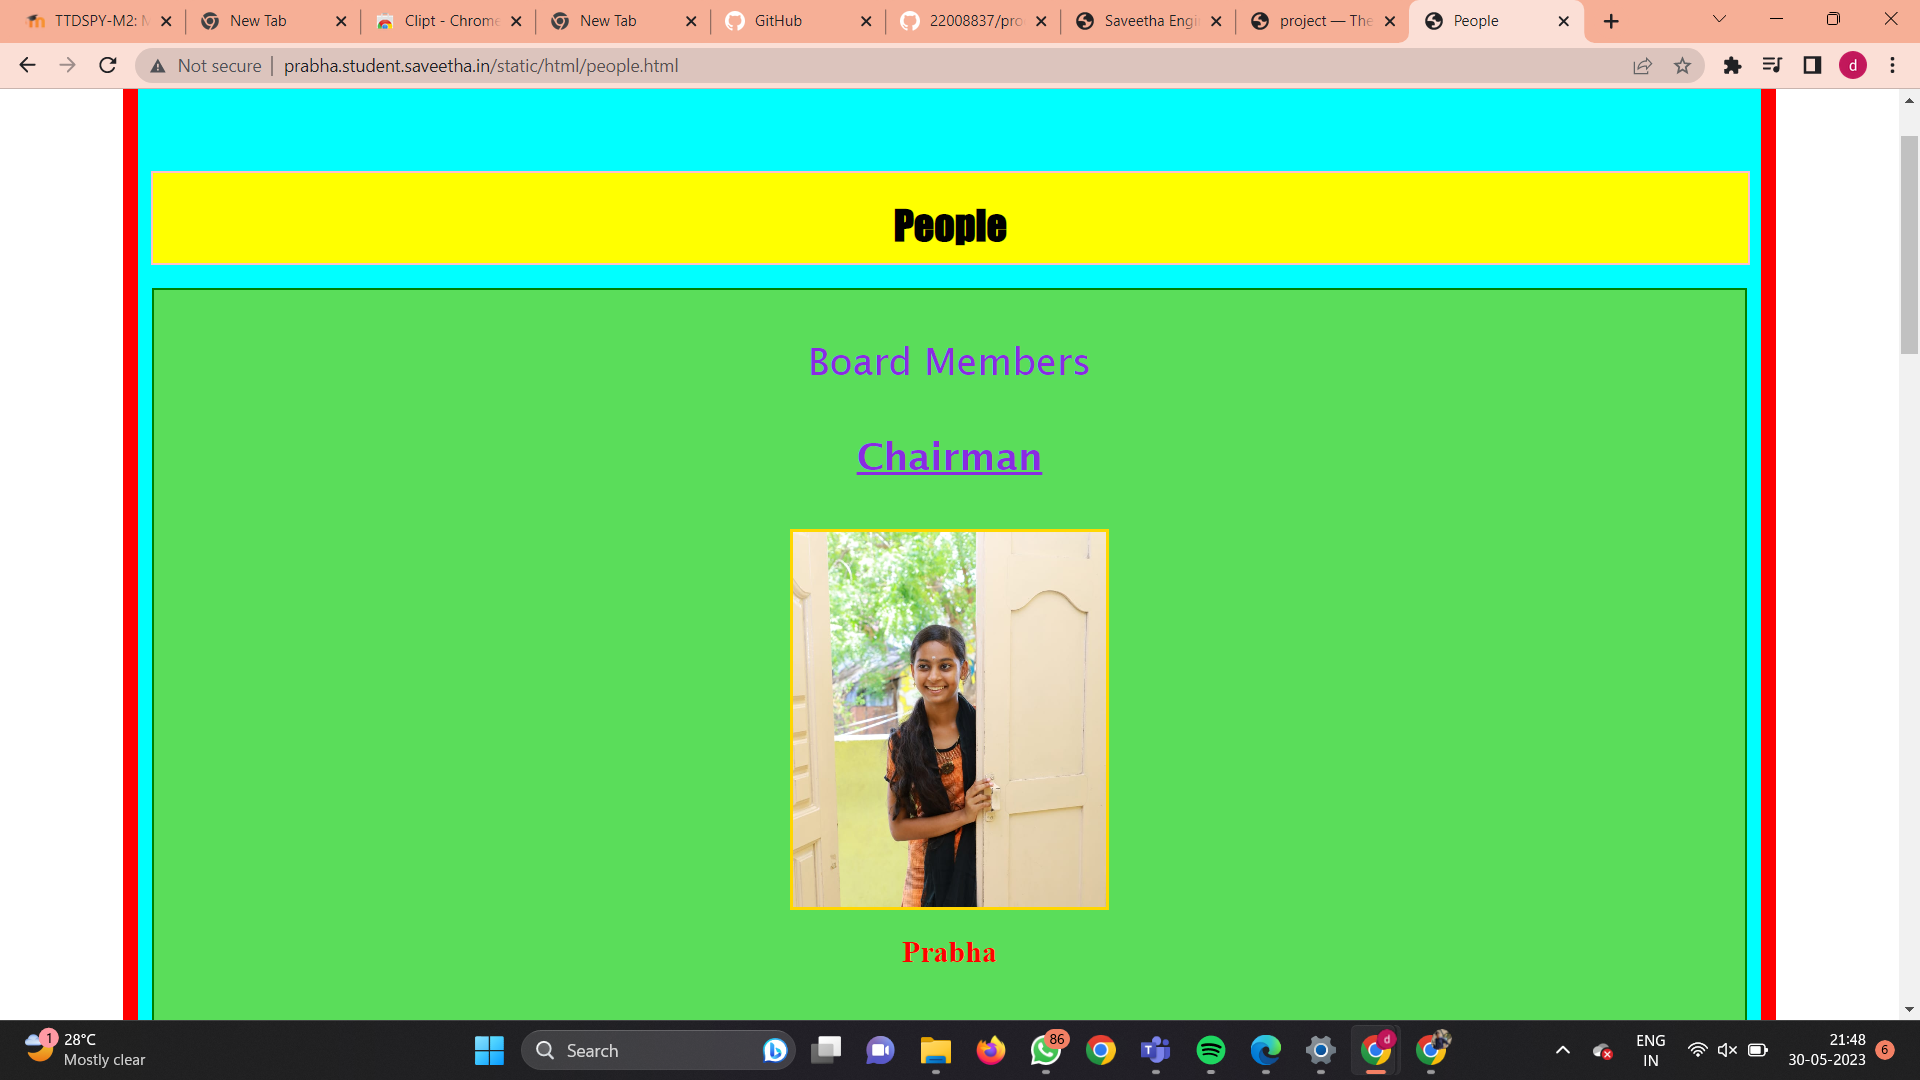 TTDSPY-M2: M
New Tab
Clipt - Chrome
New Tab
GitHub
22008837/pro
Saveetha Engi
project — The
People
Not secure
prabha.student.saveetha.in/static/html/people.html
d
People
Board Members
Chairman
Prabha
1
28°C
Mostly clear
Search
86
d
ENG
IN
21:48
30-05-2023
6